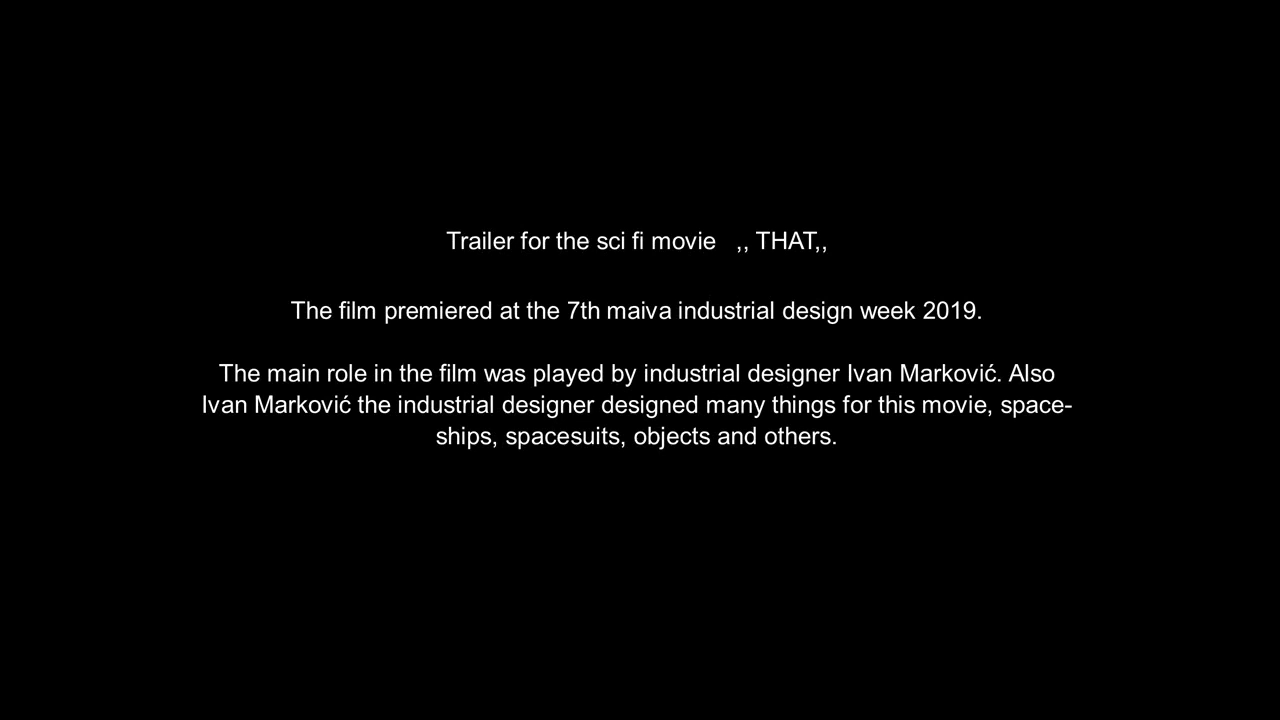 Trailer for the sci fi movie   ,, THAT,,
The film premiered at the 7th maiva industrial design week 2019.
The main role in the film was played by industrial designer Ivan Marković. Also
Ivan Marković the industrial designer designed many things for this movie, space-
ships, spacesuits, objects and others.